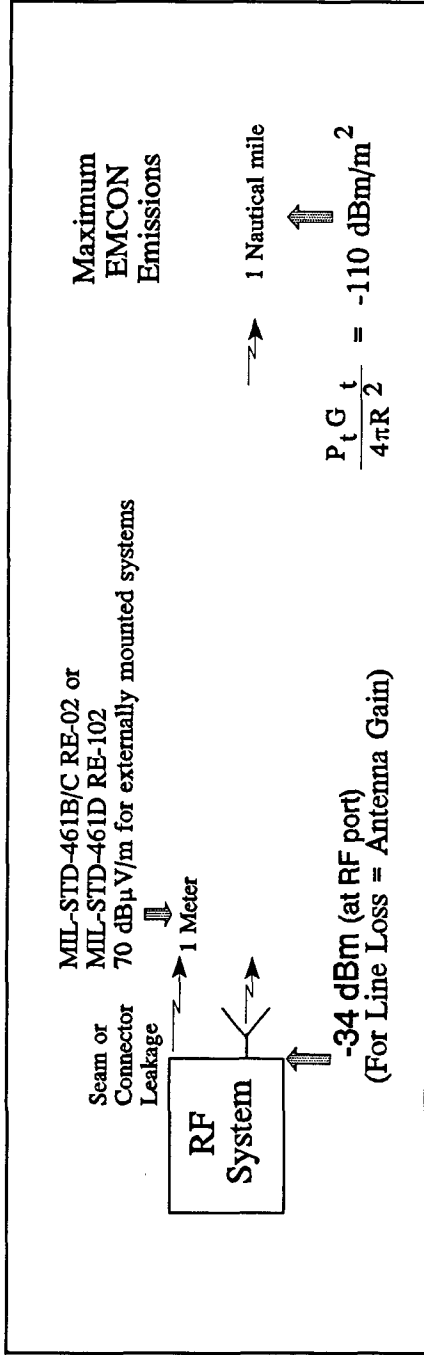 MIL-STD-461B/C RE-02 or
MIL-STD-461D RE-102
70 dBµV/m for externally mounted systems
Seam or
Connector
Leakage
1 Meter
RF
System
-34 dBm (at RF port)
(For Line Loss = Antenna Gain)
Maximum
EMCON
Emissions
1 Nautical mile
P_t G_t / 4πR^2 = -110 dBm/m^2